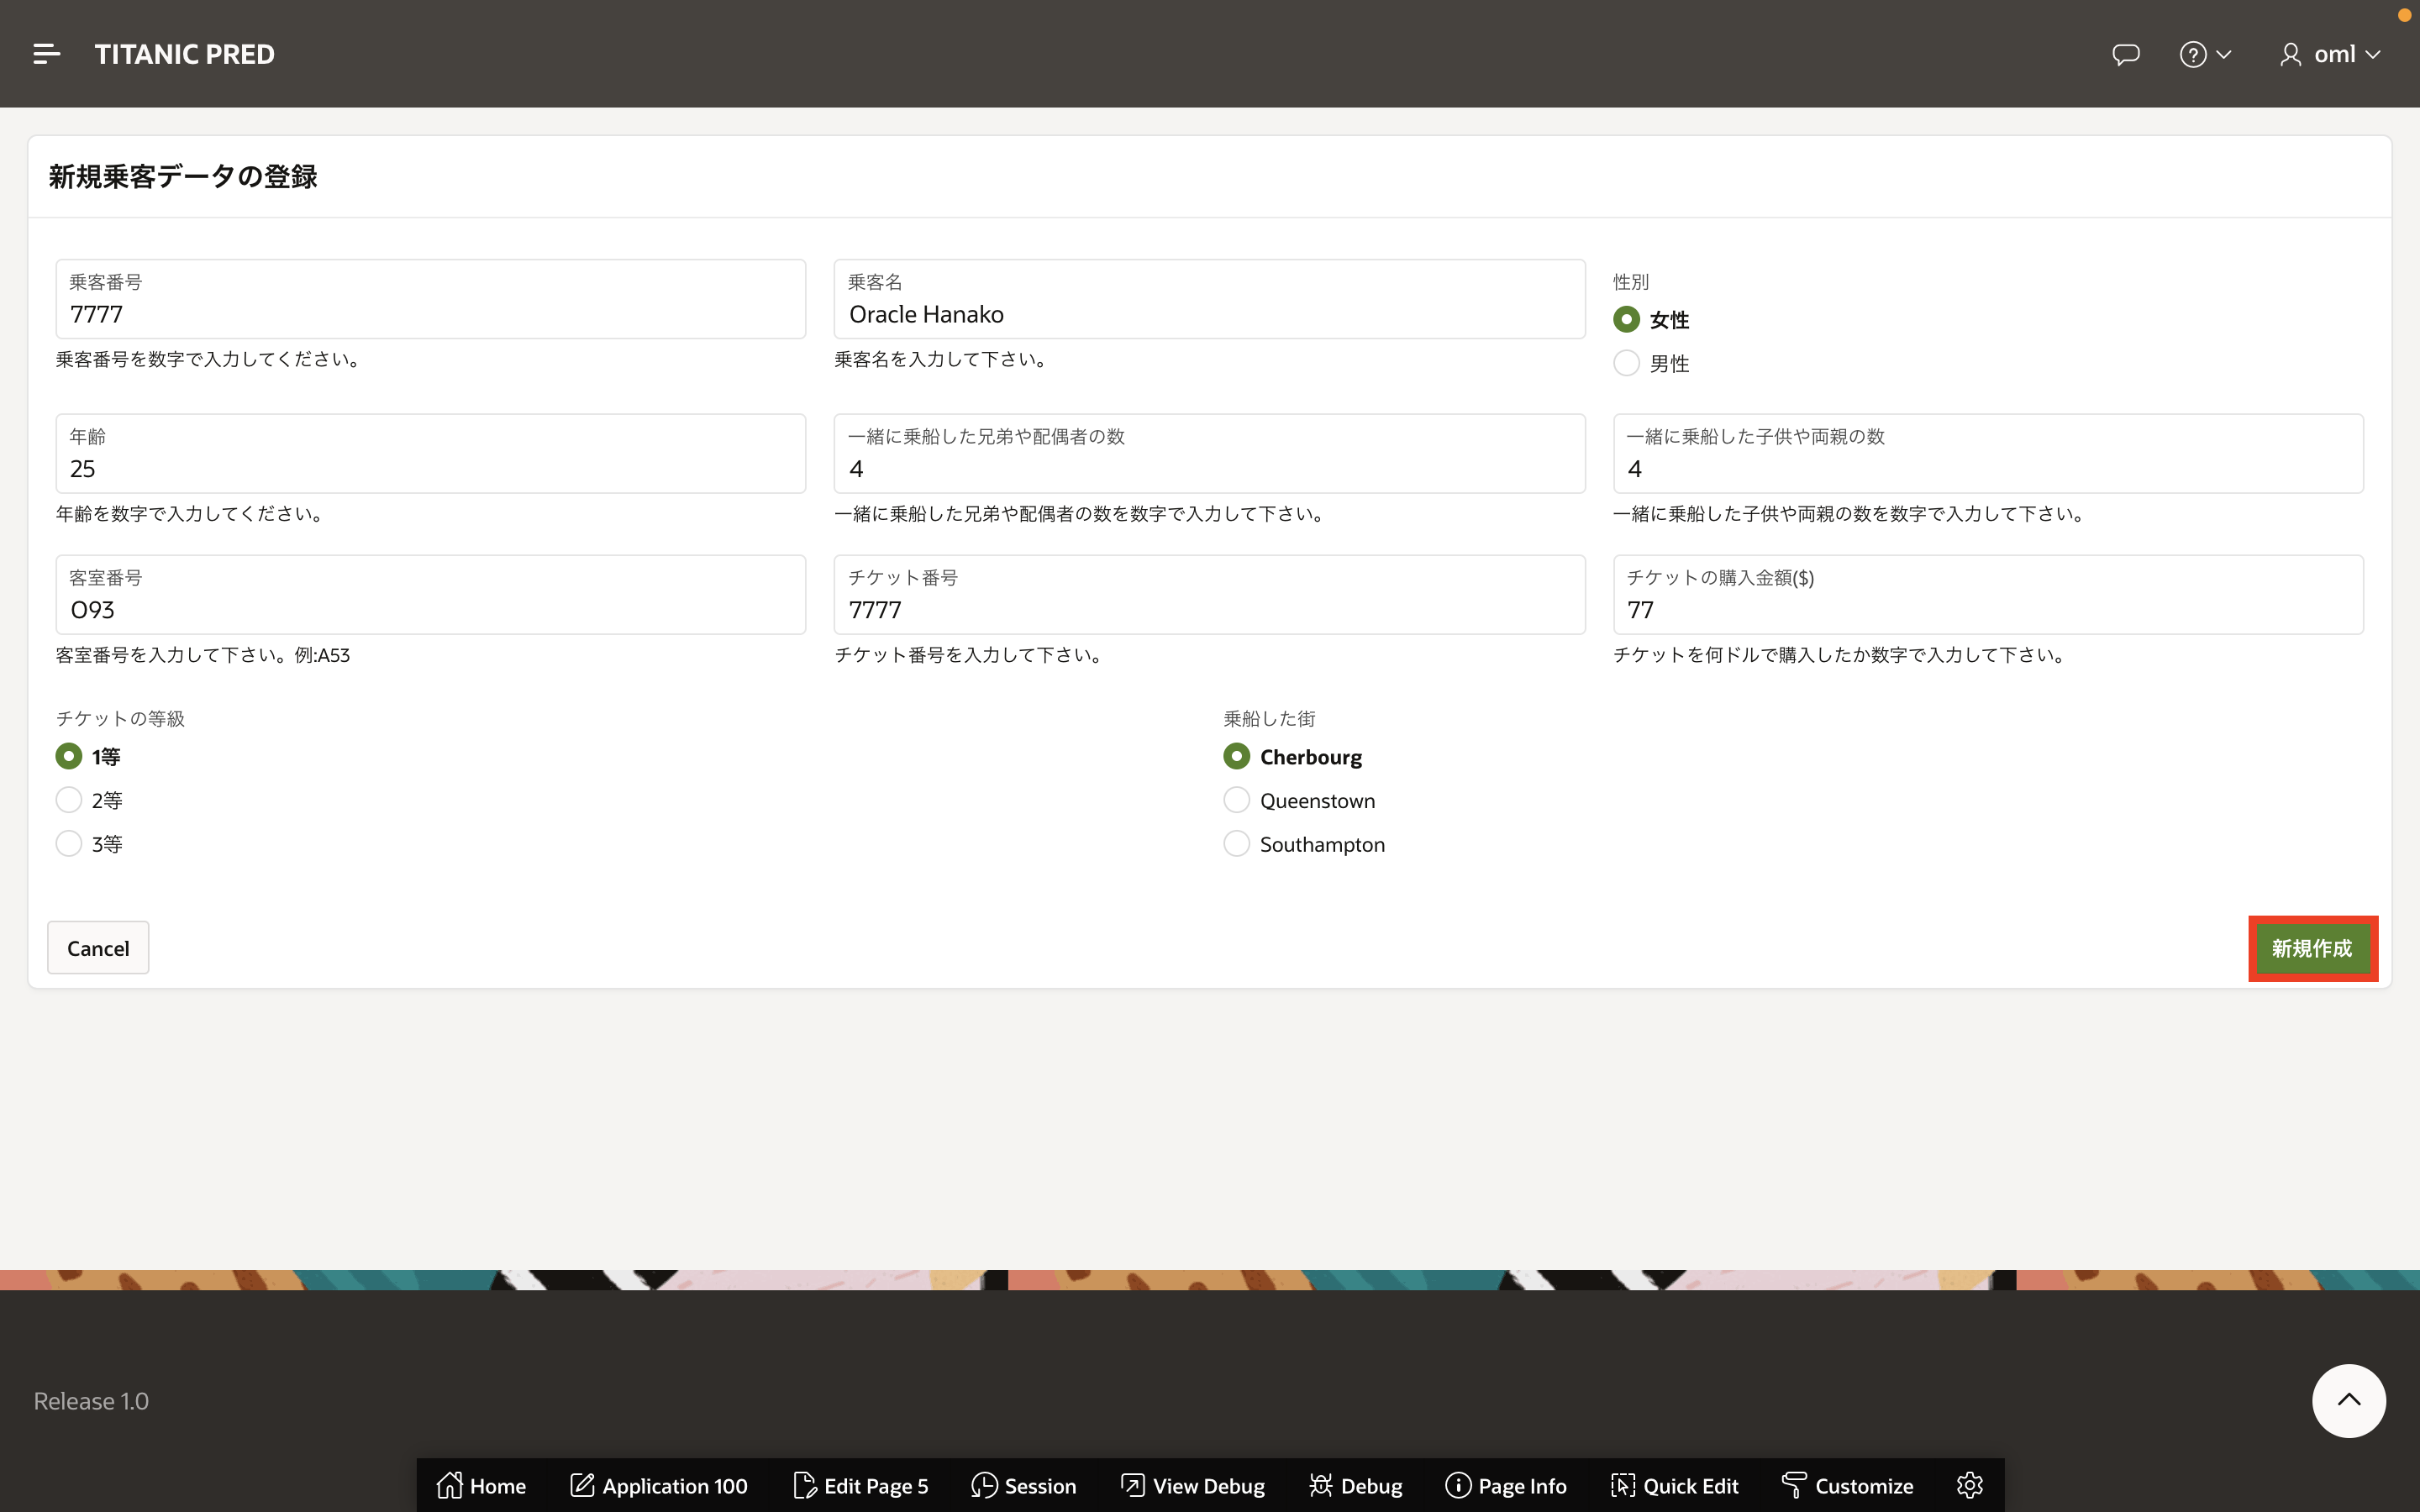 TITANIC PRED
oml
新規乗客データの登録
乗客番号
7777
乗客番号を数字で入力してください。
乗客名
Oracle Hanako
乗客名を入力して下さい。
性別
女性
男性
年齢
25
年齢を数字で入力してください。
一緒に乗船した兄弟や配偶者の数
4
一緒に乗船した兄弟や配偶者の数を数字で入力して下さい。
一緒に乗船した子供や両親の数
4
一緒に乗船した子供や両親の数を数字で入力して下さい。
客室番号
O93
客室番号を入力して下さい。例:A53
チケット番号
7777
チケット番号を入力して下さい。
チケットの購入金額($)
77
チケットを何ドルで購入したか数字で入力して下さい。
チケットの等級
1等
2等
3等
乗船した街
Cherbourg
Queenstown
Southampton
Cancel
新規作成
Release 1.0
Home
Application 100
Edit Page 5
Session
View Debug
Debug
Page Info
Quick Edit
Customize